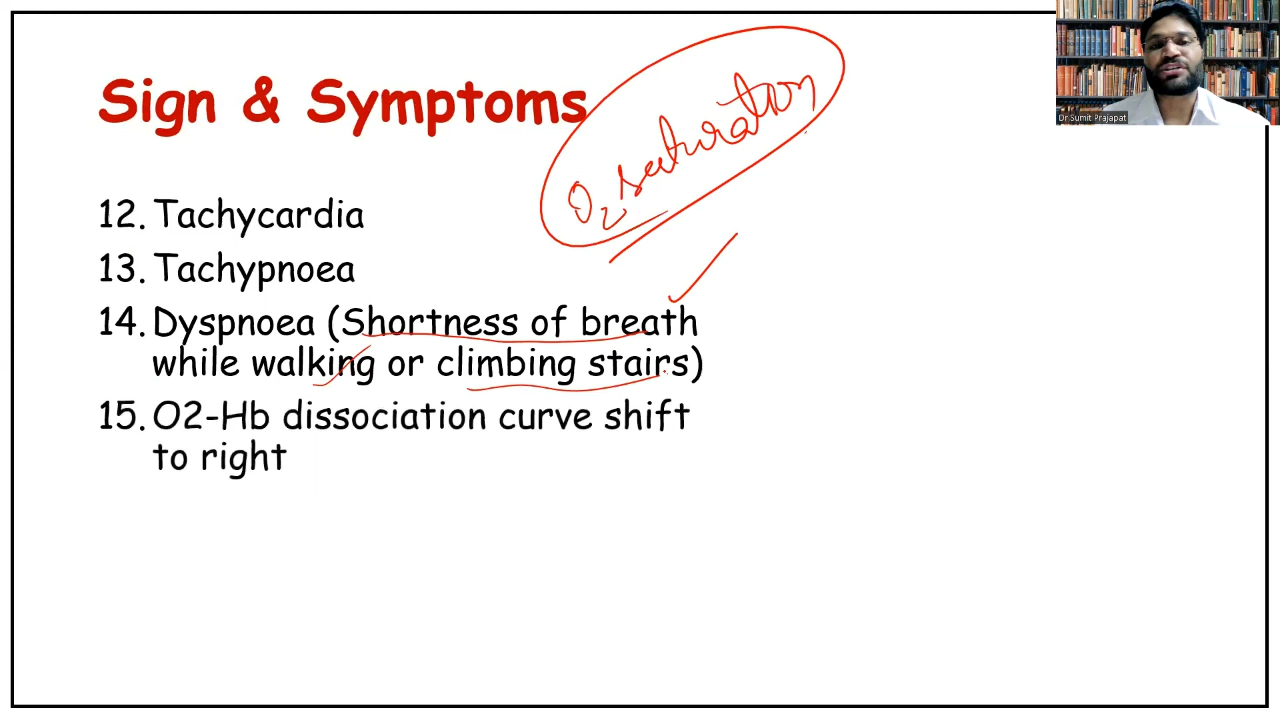 Sign & Symptoms
O2 saturation
12. Tachycardia
13. Tachypnoea
14. Dyspnoea (Shortness of breath
while walking or climbing stairs)
15. O2-Hb dissociation curve shift
to right
Dr.Sumit Prajapat